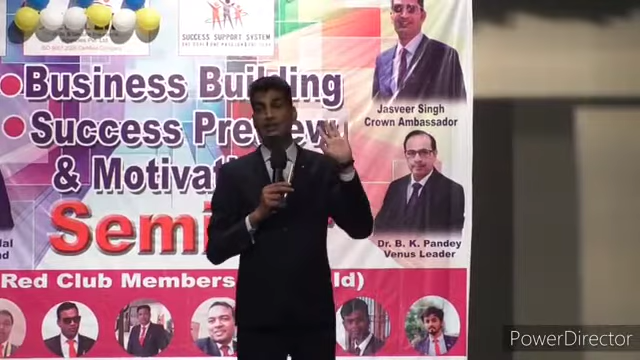 SUCCESS SUPPORT SYSTEM
Business Building
Success Preview
& Motivat
Semi
Jasveer Singh
Crown Ambassador
Dr. B. K. Pandey
Venus Leader
Red Club Members
PowerDirector